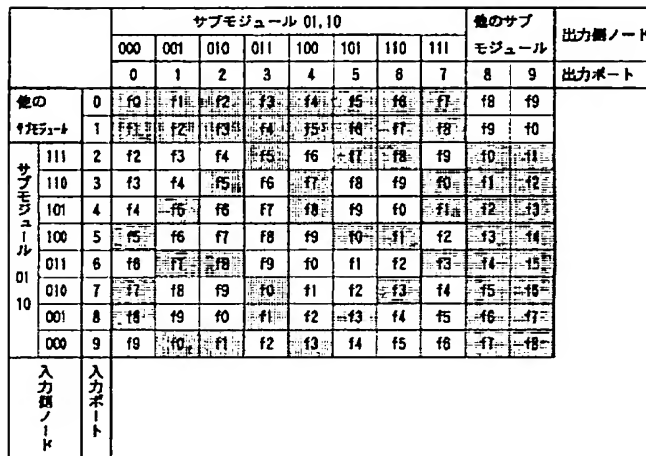 サブモジュール 01,10 他のサブモジュール 出力側ノード
000 001 010 011 100 101 110 111
0 1 2 3 4 5 6 7 8 9 出力ポート
他のサブモジュール 0 f0 f1 f2 f3 f4 f5 f6 f7 f8 f9
1 f1 f2 f3 f4 f5 f6 f7 f8 f9 f0
サブモジュール 01 10
111 2 f2 f3 f4 f5 f6 f7 f8 f9 f0 f1
110 3 f3 f4 f5 f6 f7 f8 f9 f0 f1 f2
101 4 f4 f5 f6 f7 f8 f9 f0 f1 f2 f3
100 5 f5 f6 f7 f8 f9 f0 f1 f2 f3 f4
011 6 f6 f7 f8 f9 f0 f1 f2 f3 f4 f5
010 7 f7 f8 f9 f0 f1 f2 f3 f4 f5 f6
001 8 f8 f9 f0 f1 f2 f3 f4 f5 f6 f7
000 9 f9 f0 f1 f2 f3 f4 f5 f6 f7 f8
入力側ノード
入力ポート